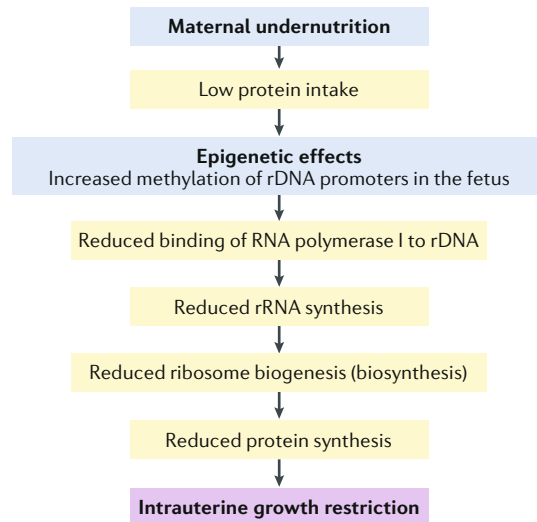 Maternal undernutrition
Low protein intake
Epigenetic effects
Increased methylation of rDNA promoters in the fetus
Reduced binding of RNA polymerase I to rDNA
Reduced rRNA synthesis
Reduced ribosome biogenesis (biosynthesis)
Reduced protein synthesis
Intrauterine growth restriction